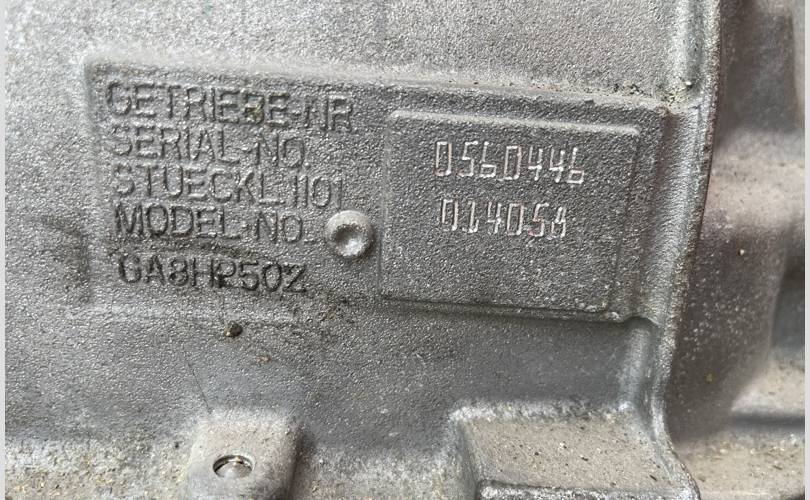 GETRIEBE-NR
SERIAL-NO.
STUECKL.1101
MODEL-NO.
GA8HP50Z
0560446
014058